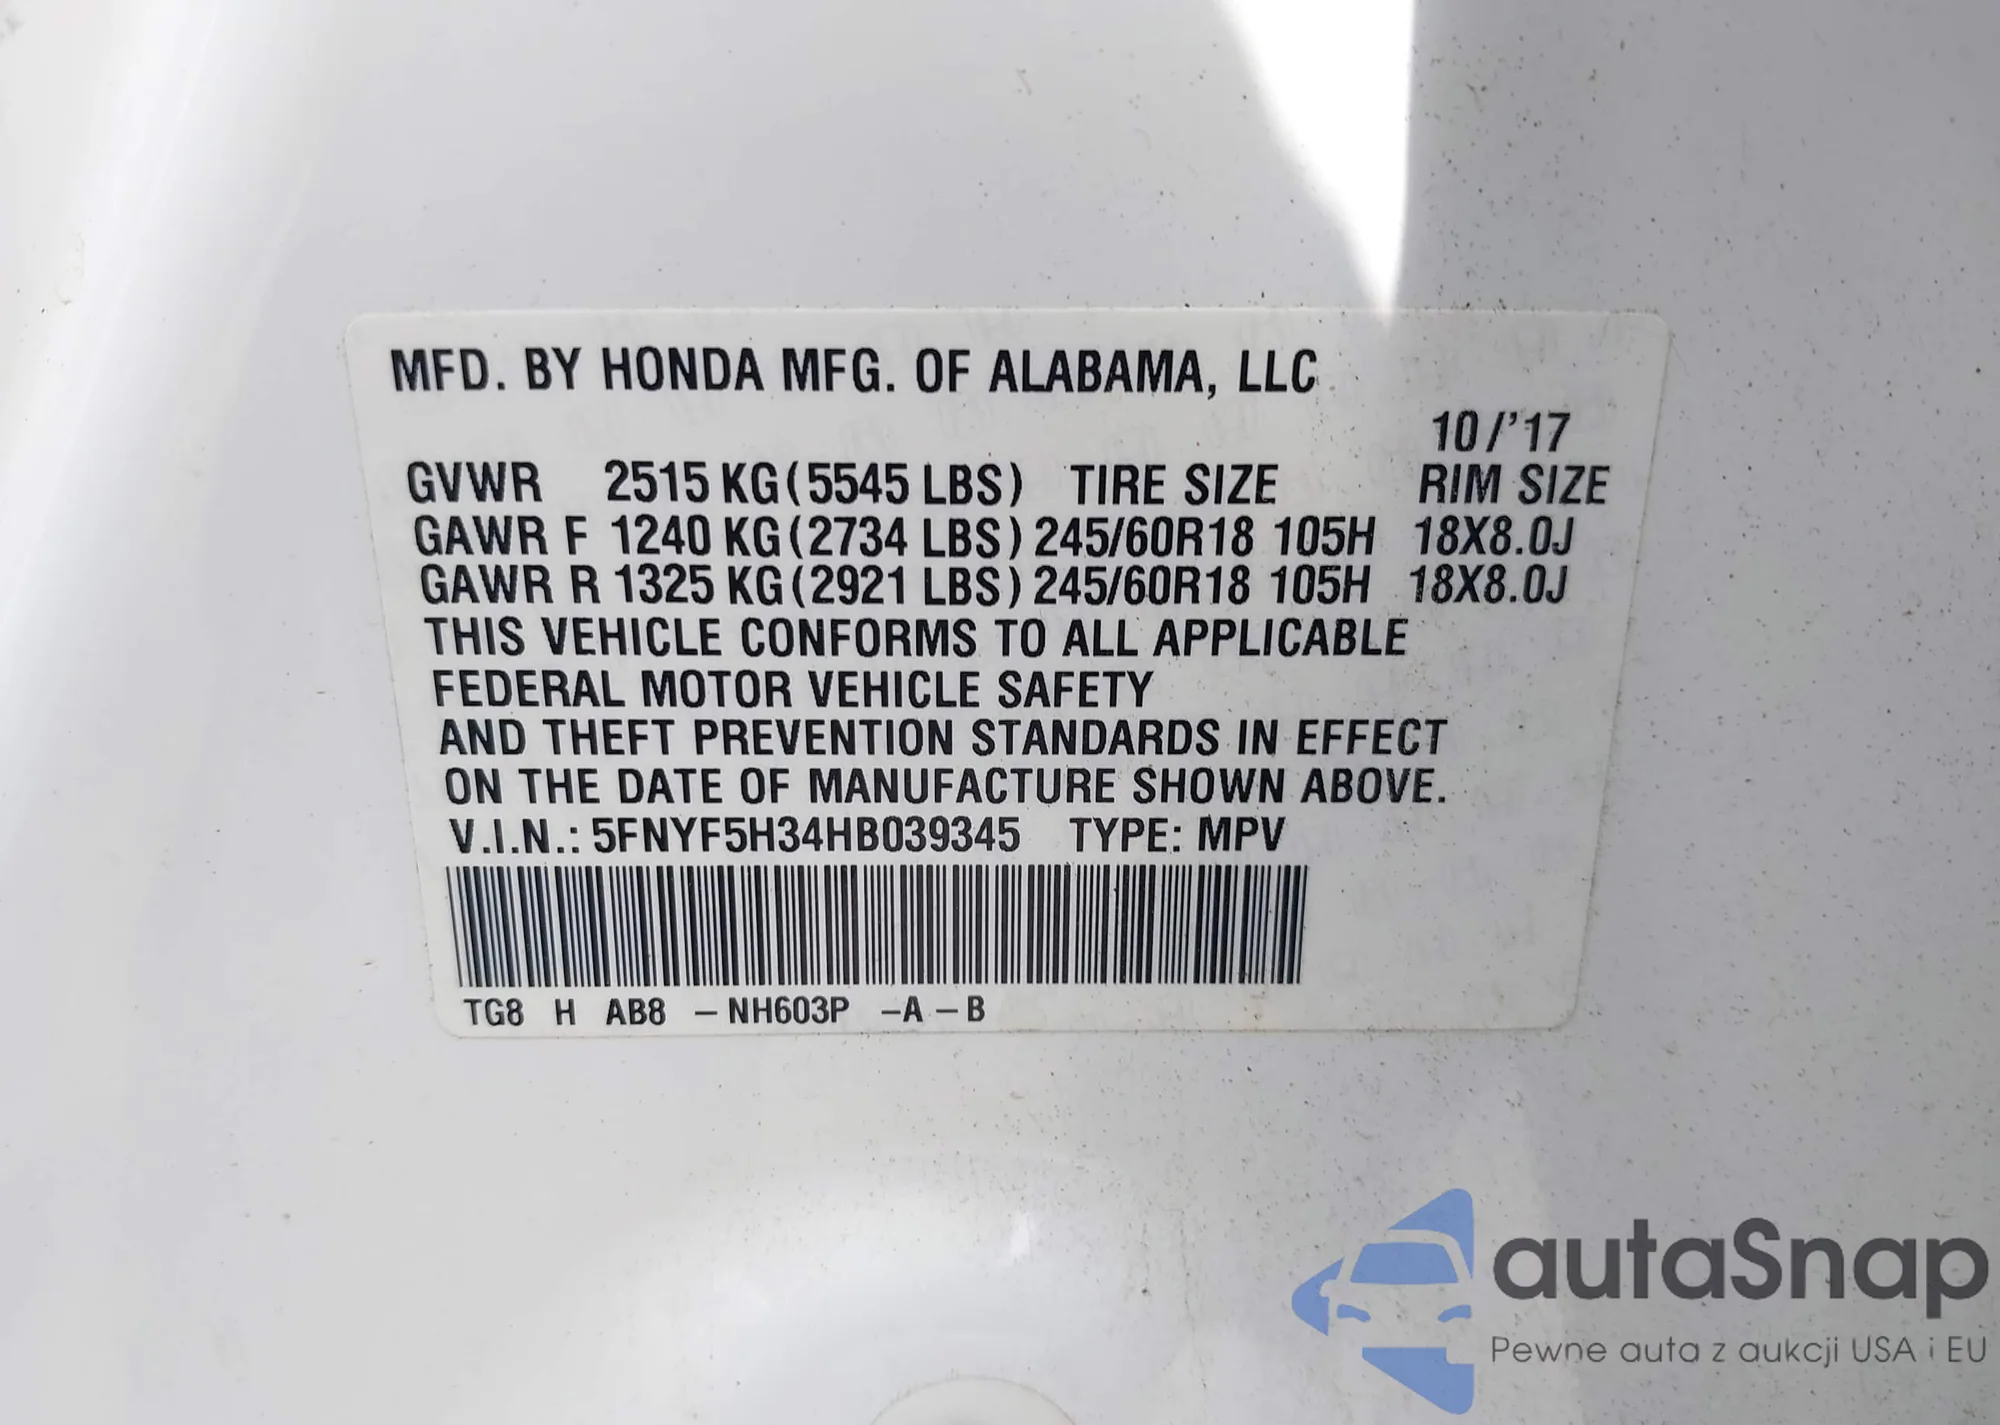 MFD. BY HONDA MFG. OF ALABAMA, LLC
10/'17
GVWR 2515 KG (5545 LBS) TIRE SIZE RIM SIZE
GAWR F 1240 KG (2734 LBS) 245/60R18 105H 18X8.0J
GAWR R 1325 KG (2921 LBS) 245/60R18 105H 18X8.0J
THIS VEHICLE CONFORMS TO ALL APPLICABLE
FEDERAL MOTOR VEHICLE SAFETY
AND THEFT PREVENTION STANDARDS IN EFFECT
ON THE DATE OF MANUFACTURE SHOWN ABOVE.
V.I.N.: 5FNYF5H34HB039345 TYPE: MPV
TG8 H AB8 – NH603P –A – B
autaSnap
Pewne auta z aukcji USA i EU